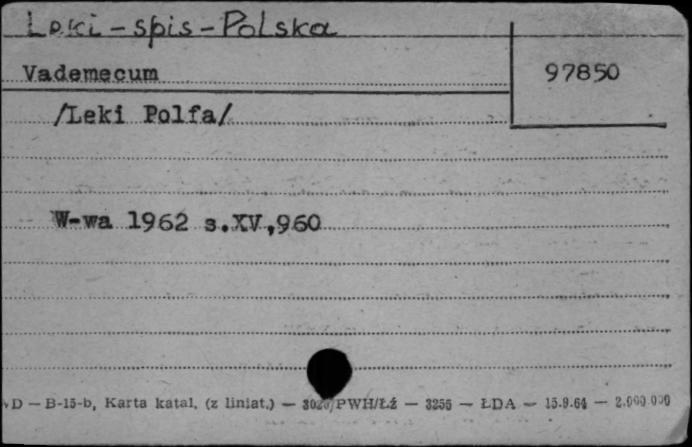 Leki - spis - Polska
Vademecum
97850
/Leki Polfa/
W-wa 1962 s.XV,960
D — B-15-b, Karta katal. (z liniat.) — PWH/Łź — 3256 — ŁDA — 15.9.64 — 2.000.000